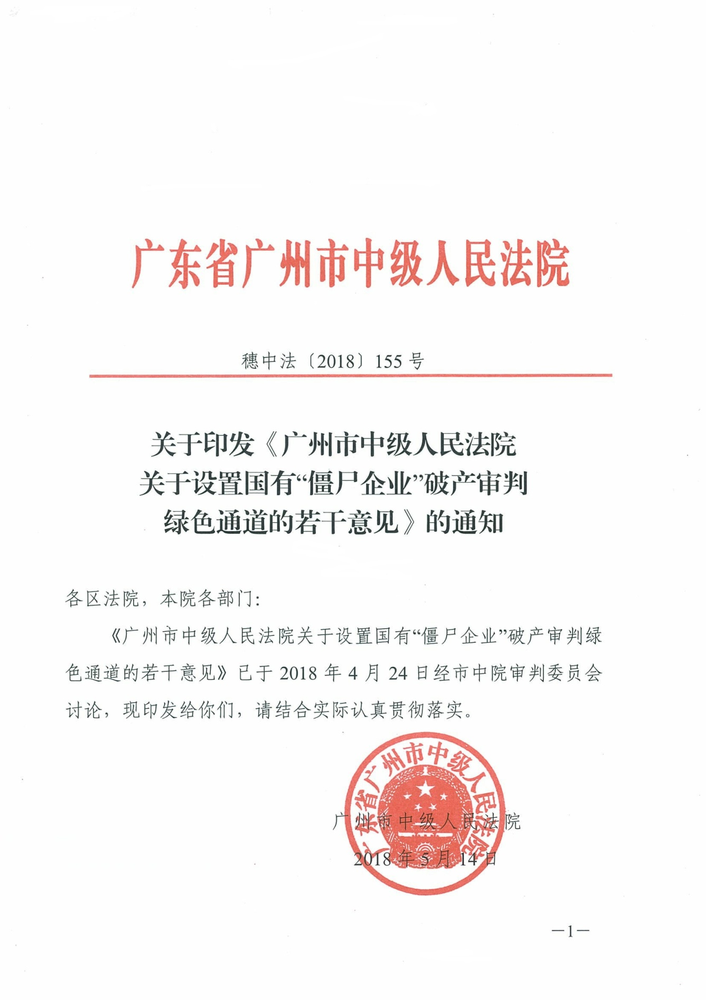 广东省广州市中级人民法院
穗中法〔2018〕155 号
关于印发《广州市中级人民法院
关于设置国有“僵尸企业”破产审判
绿色通道的若干意见》的通知
各区法院，本院各部门：
《广州市中级人民法院关于设置国有“僵尸企业”破产审判绿
色通道的若干意见》已于 2018 年 4 月 24 日经市中院审判委员会
讨论，现印发给你们，请结合实际认真贯彻落实。
广东省广州市中级人民法院
广州市中级人民法院
2018 年 5 月 14 日
—1—